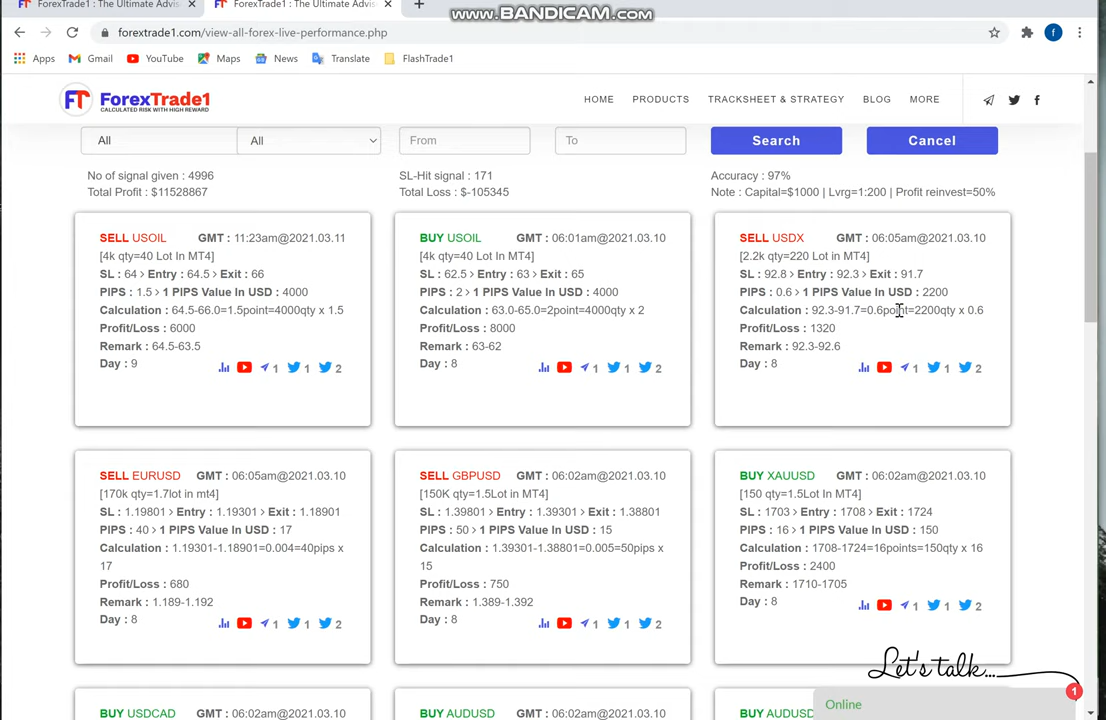 ForexTrade1 : The Ultimate Advis
ForexTrade1 : The Ultimate Advis
WWW.BANDICAM.COM
forextrade1.com/view-all-forex-live-performance.php
f
Apps
Gmail
YouTube
Maps
News
Translate
FlashTrade1
FT ForexTrade1
CALCULATED RISK WITH HIGH REWARD
HOME
PRODUCTS
TRACKSHEET & STRATEGY
BLOG
MORE
All
All
From
To
Search
Cancel
No of signal given : 4996
SL-Hit signal : 171
Accuracy : 97%
Total Profit : $11528867
Total Loss : $-105345
Note : Capital=$1000 | Lvrg=1:200 | Profit reinvest=50%
SELL USOIL GMT : 11:23am@2021.03.11
[4k qty=40 Lot In MT4]
SL : 64 > Entry : 64.5 > Exit : 66
PIPS : 1.5 > 1 PIPS Value In USD : 4000
Calculation : 64.5-66.0=1.5point=4000qty x 1.5
Profit/Loss : 6000
Remark : 64.5-63.5
Day : 9
1 1 2
BUY USOIL GMT : 06:01am@2021.03.10
[4k qty=40 Lot In MT4]
SL : 62.5 > Entry : 63 > Exit : 65
PIPS : 2 > 1 PIPS Value In USD : 4000
Calculation : 63.0-65.0=2point=4000qty x 2
Profit/Loss : 8000
Remark : 63-62
Day : 8
1 1 2
SELL USDX GMT : 06:05am@2021.03.10
[2.2k qty=220 Lot in MT4]
SL : 92.8 > Entry : 92.3 > Exit : 91.7
PIPS : 0.6 > 1 PIPS Value In USD : 2200
Calculation : 92.3-91.7=0.6point=2200qty x 0.6
Profit/Loss : 1320
Remark : 92.3-92.6
Day : 8
1 1 2
SELL EURUSD GMT : 06:05am@2021.03.10
[170k qty=1.7lot in mt4]
SL : 1.19801 > Entry : 1.19301 > Exit : 1.18901
PIPS : 40 > 1 PIPS Value In USD : 17
Calculation : 1.19301-1.18901=0.004=40pips x
17
Profit/Loss : 680
Remark : 1.189-1.192
Day : 8
1 1 2
SELL GBPUSD GMT : 06:02am@2021.03.10
[150K qty=1.5Lot in MT4]
SL : 1.39801 > Entry : 1.39301 > Exit : 1.38801
PIPS : 50 > 1 PIPS Value In USD : 15
Calculation : 1.39301-1.38801=0.005=50pips x
15
Profit/Loss : 750
Remark : 1.389-1.392
Day : 8
1 1 2
BUY XAUUSD GMT : 06:02am@2021.03.10
[150 qty=1.5Lot In MT4]
SL : 1703 > Entry : 1708 > Exit : 1724
PIPS : 16 > 1 PIPS Value In USD : 150
Calculation : 1708-1724=16points=150qty x 16
Profit/Loss : 2400
Remark : 1710-1705
Day : 8
1 1 2
BUY USDCAD GMT : 06:02am@2021.03.10
BUY AUDUSD GMT : 06:02am@2021.03.10
BUY AUDUSD
Let's talk...
1
Online